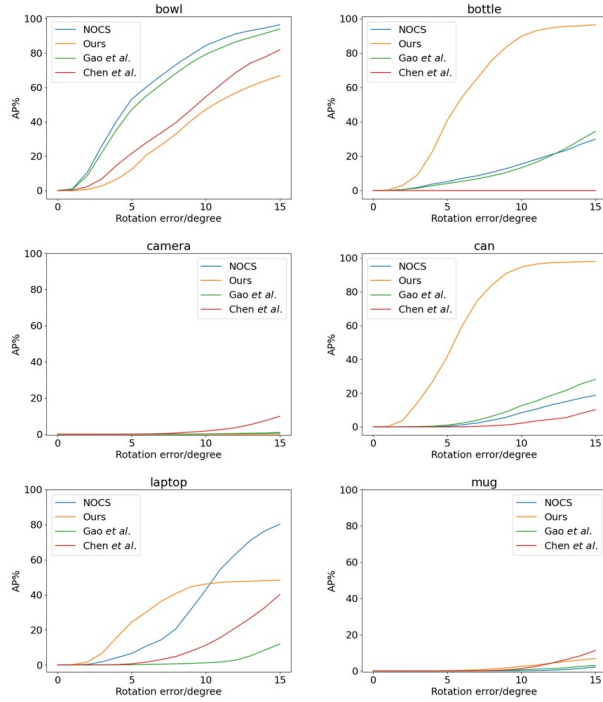 bowl
100
80
60
40
20
0
AP%
NOCS
Ours
Gao et al.
Chen et al.
0 5 10 15
Rotation error/degree
bottle
100
80
60
40
20
0
AP%
NOCS
Ours
Gao et al.
Chen et al.
0 5 10 15
Rotation error/degree
camera
100
80
60
40
20
0
AP%
NOCS
Ours
Gao et al.
Chen et al.
0 5 10 15
Rotation error/degree
can
100
80
60
40
20
0
AP%
NOCS
Ours
Gao et al.
Chen et al.
0 5 10 15
Rotation error/degree
laptop
100
80
60
40
20
0
AP%
NOCS
Ours
Gao et al.
Chen et al.
0 5 10 15
Rotation error/degree
mug
100
80
60
40
20
0
AP%
NOCS
Ours
Gao et al.
Chen et al.
0 5 10 15
Rotation error/degree